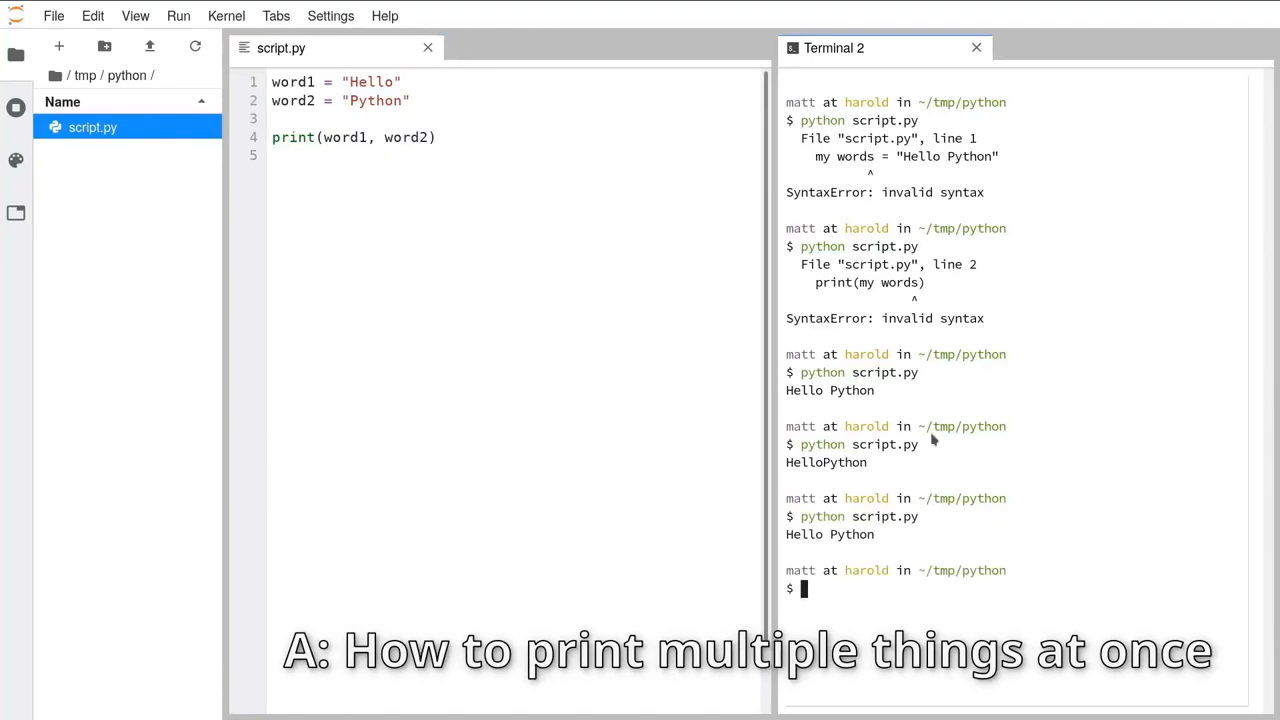 File Edit View Run Kernel Tabs Settings Help
/ tmp / python /
Name
script.py
script.py
1 word1 = "Hello"
2 word2 = "Python"
3
4 print(word1, word2)
5
Terminal 2
matt at harold in ~/tmp/python
$ python script.py
File "script.py", line 1
my words = "Hello Python"
^
SyntaxError: invalid syntax
matt at harold in ~/tmp/python
$ python script.py
File "script.py", line 2
print(my words)
^
SyntaxError: invalid syntax
matt at harold in ~/tmp/python
$ python script.py
Hello Python
matt at harold in ~/tmp/python
$ python script.py
HelloPython
matt at harold in ~/tmp/python
$ python script.py
Hello Python
matt at harold in ~/tmp/python
$
A: How to print multiple things at once